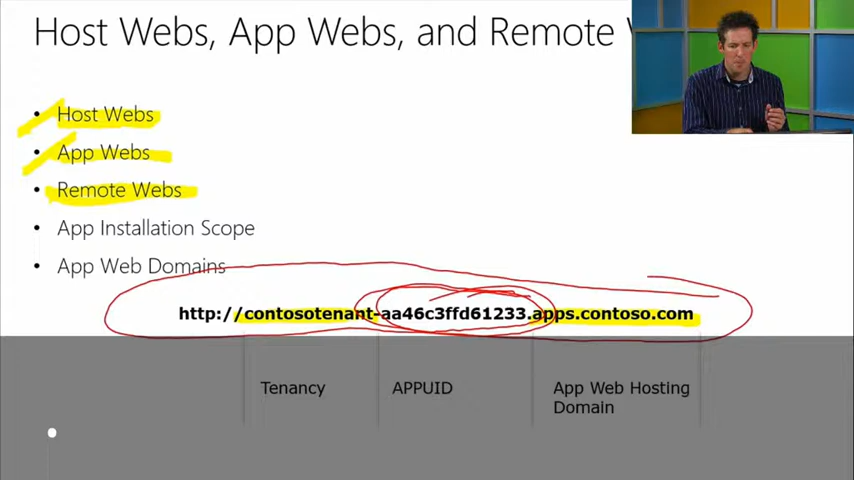 Host Webs, App Webs, and Remote
• Host Webs
• App Webs
• Remote Webs
• App Installation Scope
• App Web Domains
http://contosotenant-aa46c3ffd61233.apps.contoso.com
Tenancy
APPUID
App Web Hosting
Domain